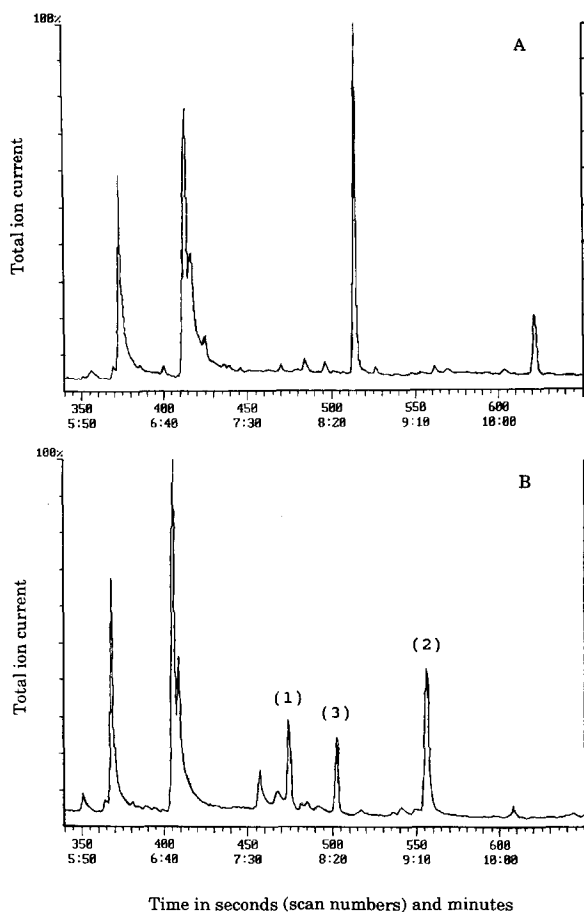 100%
A
Total ion current
350 400 450 500 550 600
5:50 6:40 7:30 8:20 9:10 10:00
100%
B
(2)
(1)
(3)
Total ion current
350 400 450 500 550 600
5:50 6:40 7:30 8:20 9:10 10:00
Time in seconds (scan numbers) and minutes